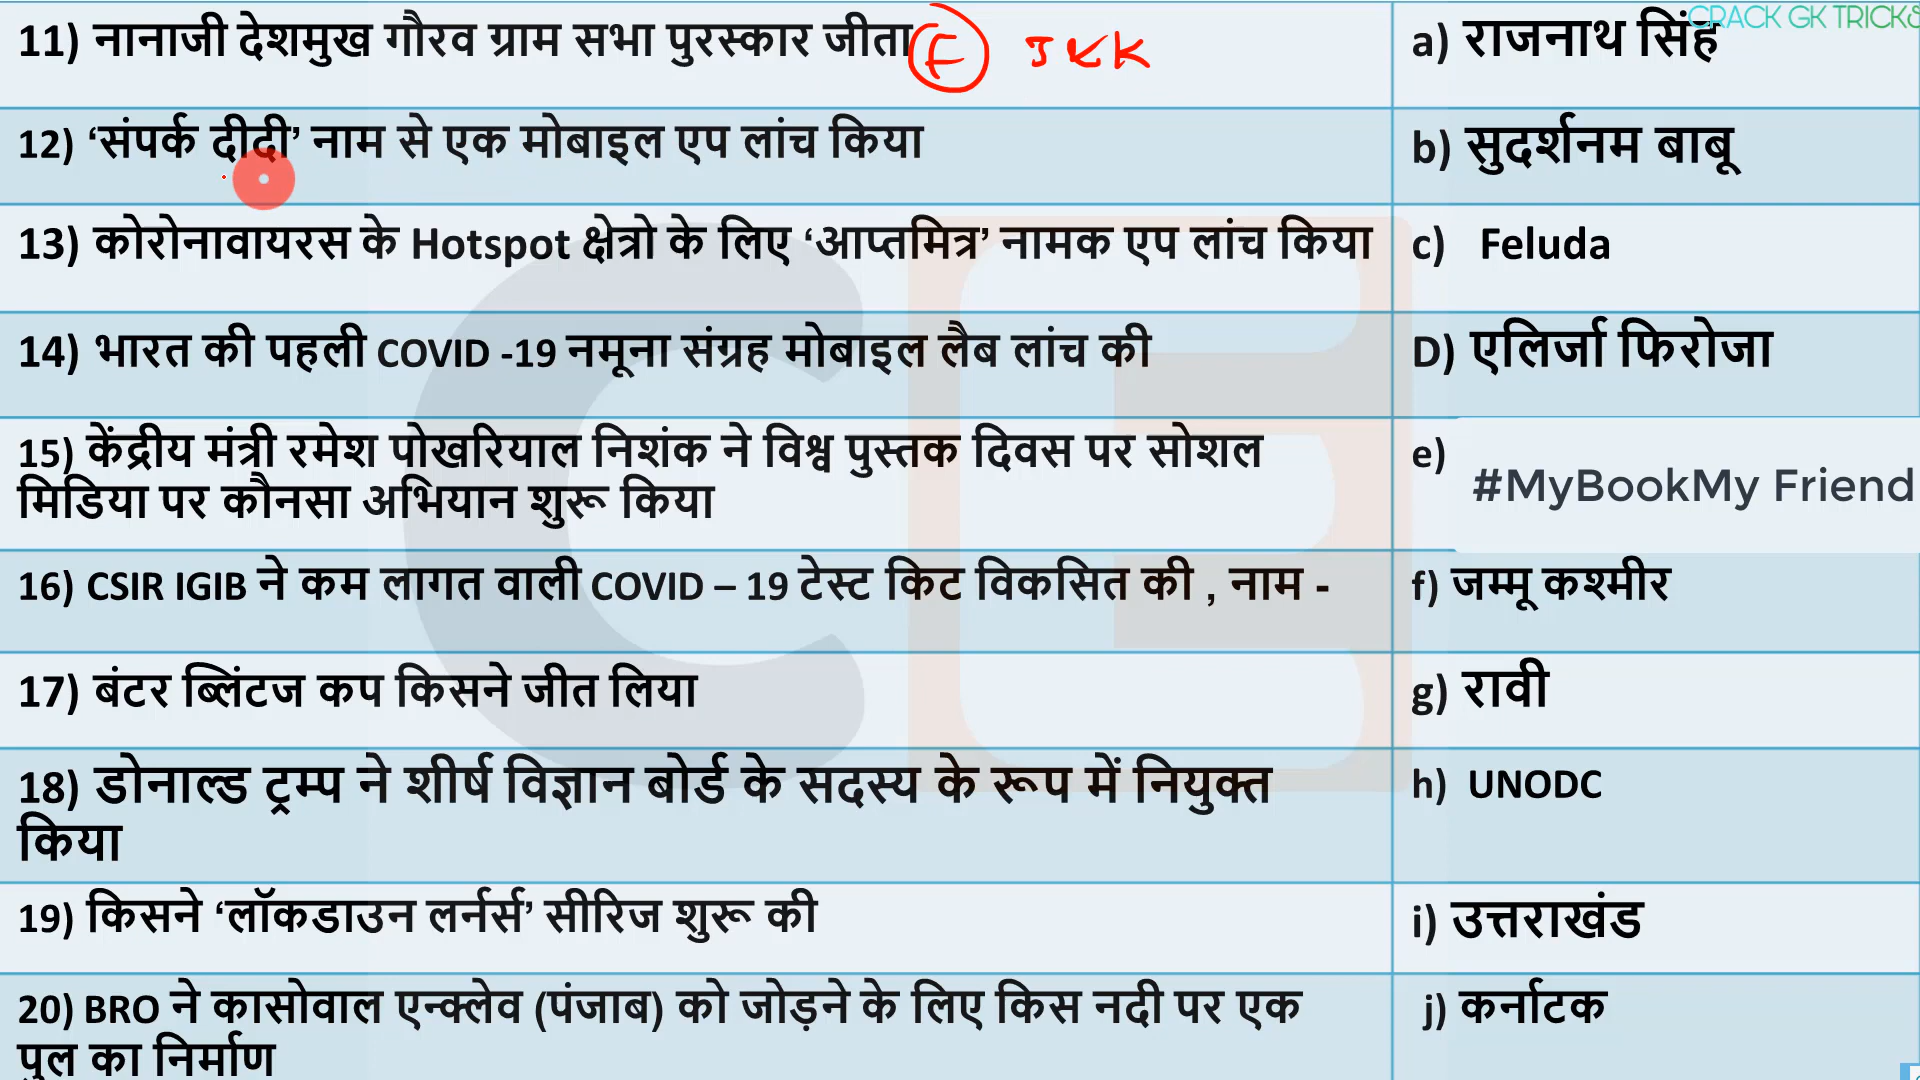 CRACK GK TRICKS
11) नानाजी देशमुख गौरव ग्राम सभा पुरस्कार जीता F J&K
a) राजनाथ सिंह
12) ‘संपर्क दीदी’ नाम से एक मोबाइल एप लांच किया
b) सुदर्शनम बाबू
13) कोरोनावायरस के Hotspot क्षेत्रो के लिए ‘आप्तमित्र’ नामक एप लांच किया
c) Feluda
14) भारत की पहली COVID -19 नमूना संग्रह मोबाइल लैब लांच की
D) एलिर्जा फिरोजा
15) केंद्रीय मंत्री रमेश पोखरियाल निशंक ने विश्व पुस्तक दिवस पर सोशल
मिडिया पर कौनसा अभियान शुरू किया
e) #MyBookMy Friend
16) CSIR IGIB ने कम लागत वाली COVID – 19 टेस्ट किट विकसित की , नाम -
f) जम्मू कश्मीर
17) बंटर ब्लिंटज कप किसने जीत लिया
g) रावी
18) डोनाल्ड ट्रम्प ने शीर्ष विज्ञान बोर्ड के सदस्य के रूप में नियुक्त
किया
h) UNODC
19) किसने ‘लॉकडाउन लर्नर्स’ सीरिज शुरू की
i) उत्तराखंड
20) BRO ने कासोवाल एन्क्लेव (पंजाब) को जोड़ने के लिए किस नदी पर एक
पुल का निर्माण
j) कर्नाटक